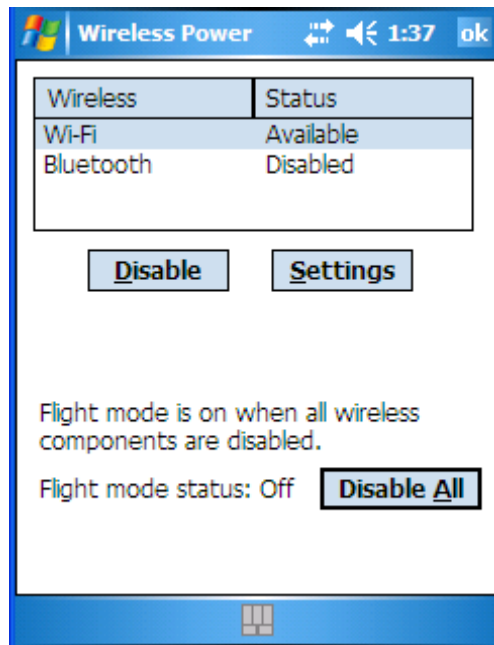 Wireless Power 1:37 ok
Wireless Status
Wi-Fi Available
Bluetooth Disabled
Disable Settings
Flight mode is on when all wireless
components are disabled.
Flight mode status: Off Disable All